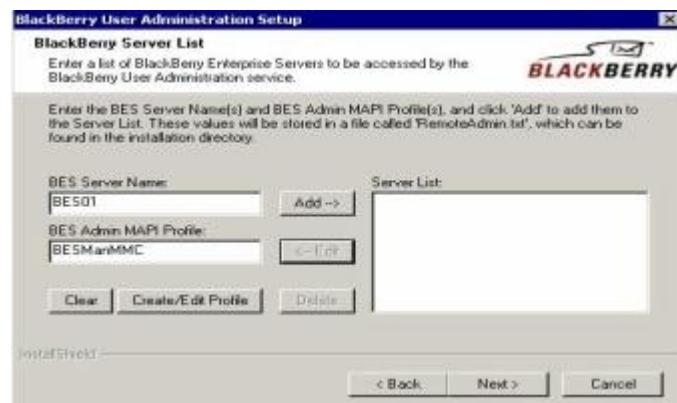 BlackBerry User Administration Setup
BlackBerry Server List
Enter a list of BlackBerry Enterprise Servers to be accessed by the
BlackBerry User Administration service.
BLACKBERRY
Enter the BES Server Name(s) and BES Admin MAPI Profile(s), and click 'Add' to add them to
the Server List. These values will be stored in a file called 'RemoteAdmin.txt', which can be
found in the installation directory.
BES Server Name:
BES01
Add -->
Server List:
BES Admin MAPI Profile:
BESManMMC
<-- Edit
Clear
Create/Edit Profile
Delete
InstallShield
< Back
Next >
Cancel